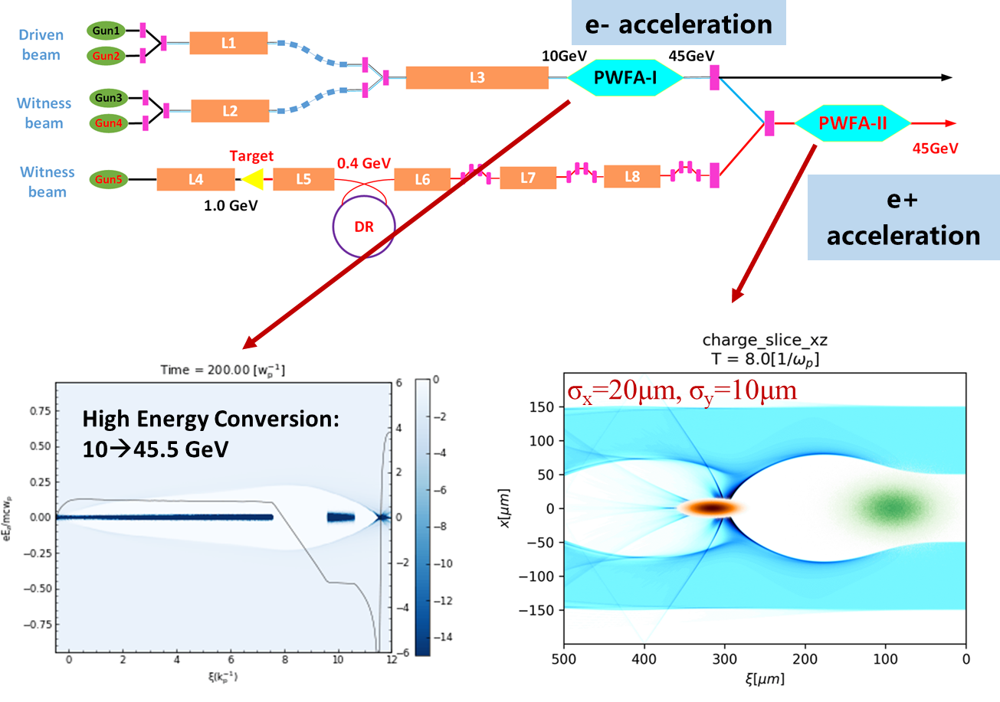 e- acceleration
Driven
beam
Gun1
Gun2
L1
10GeV
45GeV
L3
PWFA-I
Witness
beam
Gun3
Gun4
L2
PWFA-II
45GeV
Witness
beam
Gun5
L4
Target
L5
0.4 GeV
L6
L7
L8
1.0 GeV
DR
e+
acceleration
Time = 200.00 [w_p^{-1}]
High Energy Conversion:
10→45.5 GeV
eE_z/mcw_p
0.75
0.50
0.25
0.00
−0.25
−0.50
−0.75
6
4
2
0
−2
−4
−6
0
−2
−4
−6
−8
−10
−12
−14
0 2 4 6 8 10 12
ξ(k_p^{-1})
charge_slice_xz
T = 8.0[1/ω_p]
σx=20μm, σy=10μm
x[μm]
150
100
50
0
−50
−100
−150
500 400 300 200 100 0
ξ[μm]